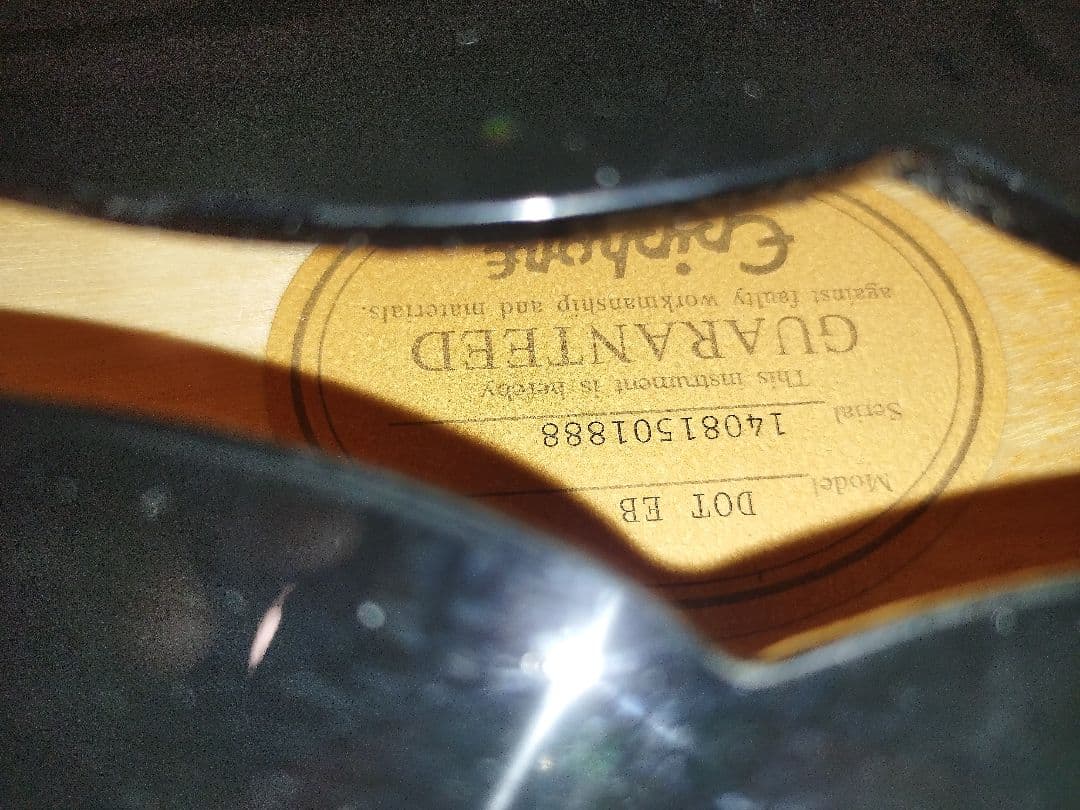 Model DOT EB
Serial 14081501888
This instrument is hereby
GUARANTEED
against faulty workmanship and materials.
Epiphone